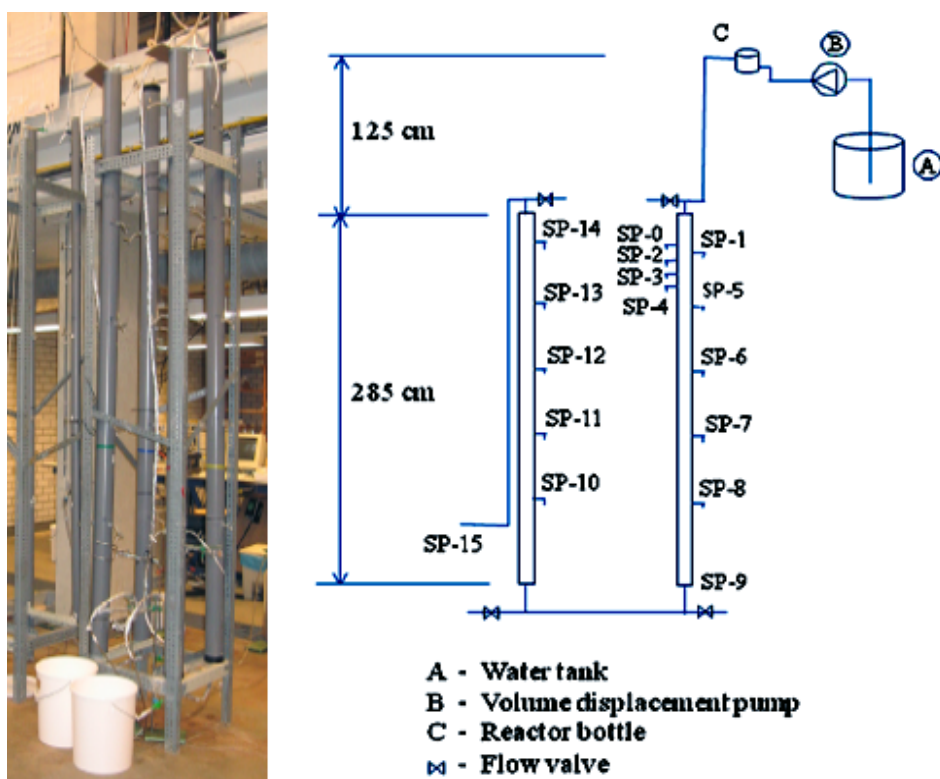 C
B
A
125 cm
285 cm
SP-14
SP-13
SP-12
SP-11
SP-10
SP-15
SP-0
SP-2
SP-3
SP-4
SP-1
SP-5
SP-6
SP-7
SP-8
SP-9
A - Water tank
B - Volume displacement pump
C - Reactor bottle
- Flow valve